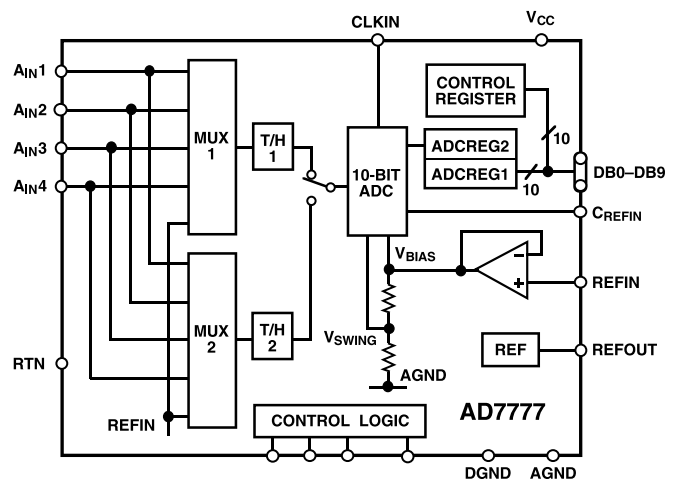 CLKIN
VCC
AIN1
AIN2
AIN3
AIN4
MUX
1
T/H
1
10-BIT
ADC
CONTROL
REGISTER
10
ADCREG2
ADCREG1
10
DB0–DB9
CREFIN
VBIAS
REFIN
MUX
2
T/H
2
VSWING
REF
REFOUT
RTN
AGND
REFIN
CONTROL LOGIC
AD7777
DGND
AGND